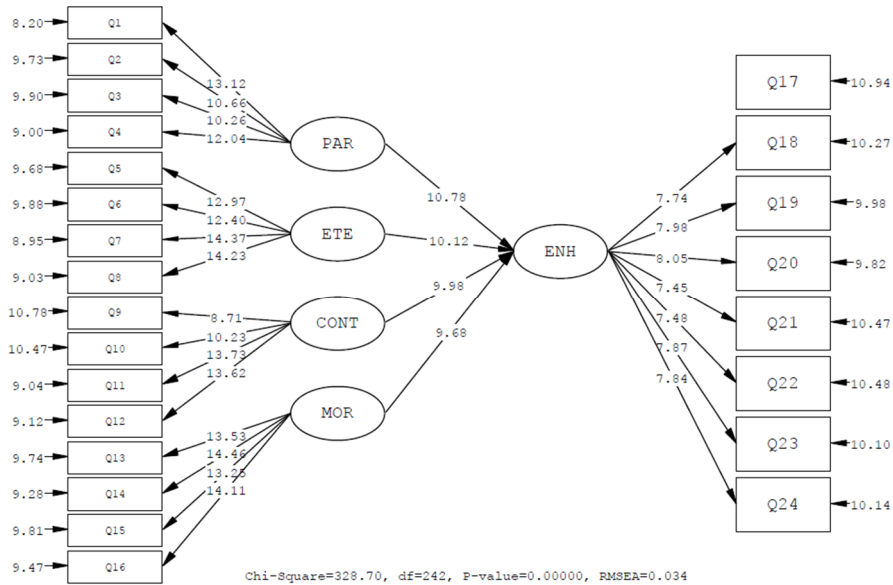 8.20 Q1
9.73 Q2
9.90 Q3
9.00 Q4
9.68 Q5
9.88 Q6
8.95 Q7
9.03 Q8
10.78 Q9
10.47 Q10
9.04 Q11
9.12 Q12
9.74 Q13
9.28 Q14
9.81 Q15
9.47 Q16
13.12
10.66
10.26
12.04
12.97
12.40
14.37
14.23
8.71
10.23
13.73
13.62
13.53
14.46
13.25
14.11
PAR
ETE
CONT
MOR
10.78
10.12
9.98
9.68
ENH
7.74
7.98
8.05
7.45
7.48
7.87
7.84
Q17 10.94
Q18 10.27
Q19 9.98
Q20 9.82
Q21 10.47
Q22 10.48
Q23 10.10
Q24 10.14
Chi-Square=328.70, df=242, P-value=0.00000, RMSEA=0.034